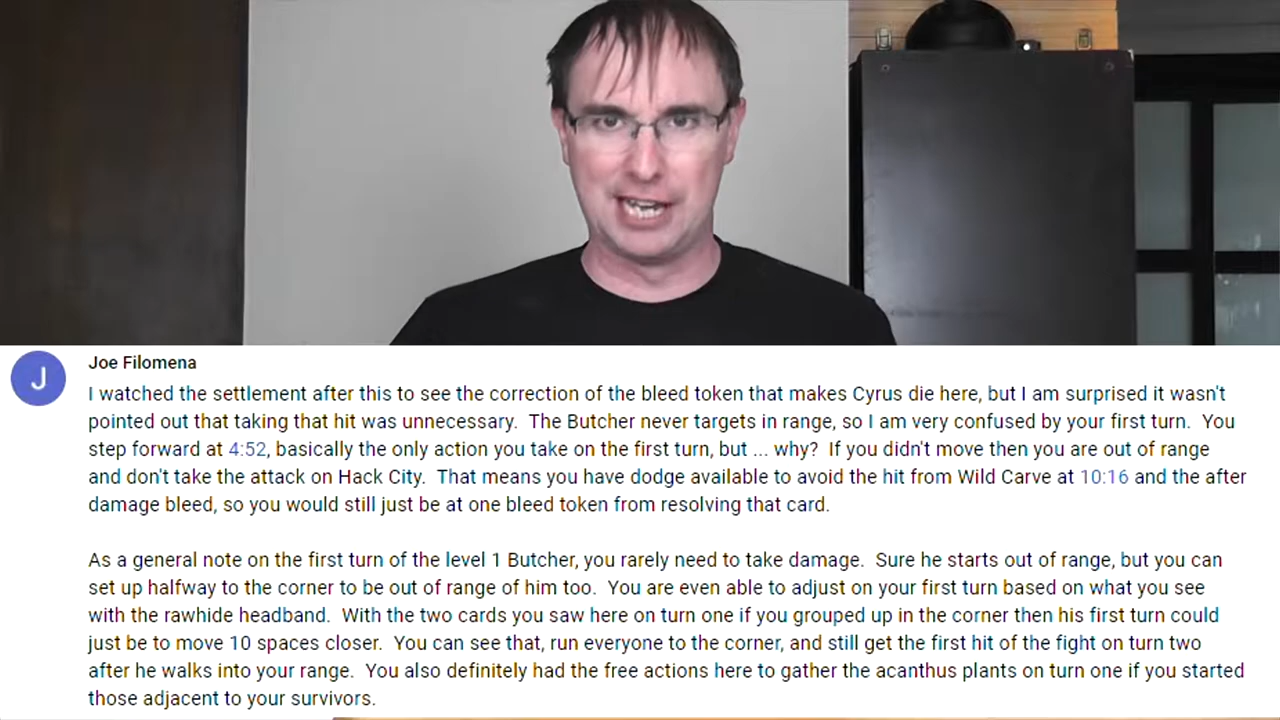 J
Joe Filomena
I watched the settlement after this to see the correction of the bleed token that makes Cyrus die here, but I am surprised it wasn't
pointed out that taking that hit was unnecessary.  The Butcher never targets in range, so I am very confused by your first turn.  You
step forward at 4:52, basically the only action you take on the first turn, but ... why?  If you didn't move then you are out of range
and don't take the attack on Hack City.  That means you have dodge available to avoid the hit from Wild Carve at 10:16 and the after
damage bleed, so you would still just be at one bleed token from resolving that card.
As a general note on the first turn of the level 1 Butcher, you rarely need to take damage.  Sure he starts out of range, but you can
set up halfway to the corner to be out of range of him too.  You are even able to adjust on your first turn based on what you see
with the rawhide headband.  With the two cards you saw here on turn one if you grouped up in the corner then his first turn could
just be to move 10 spaces closer.  You can see that, run everyone to the corner, and still get the first hit of the fight on turn two
after he walks into your range.  You also definitely had the free actions here to gather the acanthus plants on turn one if you started
those adjacent to your survivors.